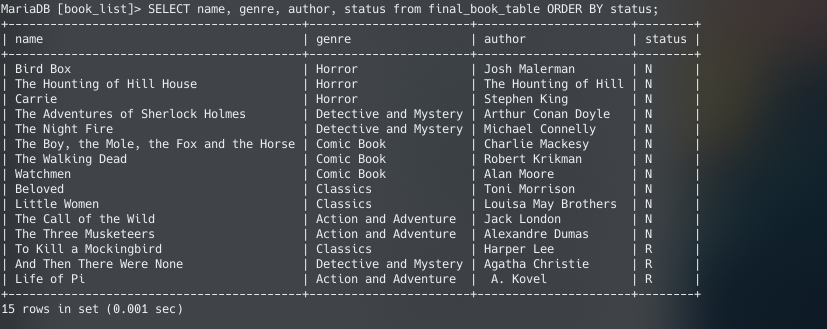 MariaDB [book_list]> SELECT name, genre, author, status from final_book_table ORDER BY status;
| name | genre | author | status |
| Bird Box | Horror | Josh Malerman | N |
| The Hounting of Hill House | Horror | The Hounting of Hill | N |
| Carrie | Horror | Stephen King | N |
| The Adventures of Sherlock Holmes | Detective and Mystery | Arthur Conan Doyle | N |
| The Night Fire | Detective and Mystery | Michael Connelly | N |
| The Boy, the Mole, the Fox and the Horse | Comic Book | Charlie Mackesy | N |
| The Walking Dead | Comic Book | Robert Krikman | N |
| Watchmen | Comic Book | Alan Moore | N |
| Beloved | Classics | Toni Morrison | N |
| Little Women | Classics | Louisa May Brothers | N |
| The Call of the Wild | Action and Adventure | Jack London | N |
| The Three Musketeers | Action and Adventure | Alexandre Dumas | N |
| To Kill a Mockingbird | Classics | Harper Lee | R |
| And Then There Were None | Detective and Mystery | Agatha Christie | R |
| Life of Pi | Action and Adventure | A. Kovel | R |
15 rows in set (0.001 sec)